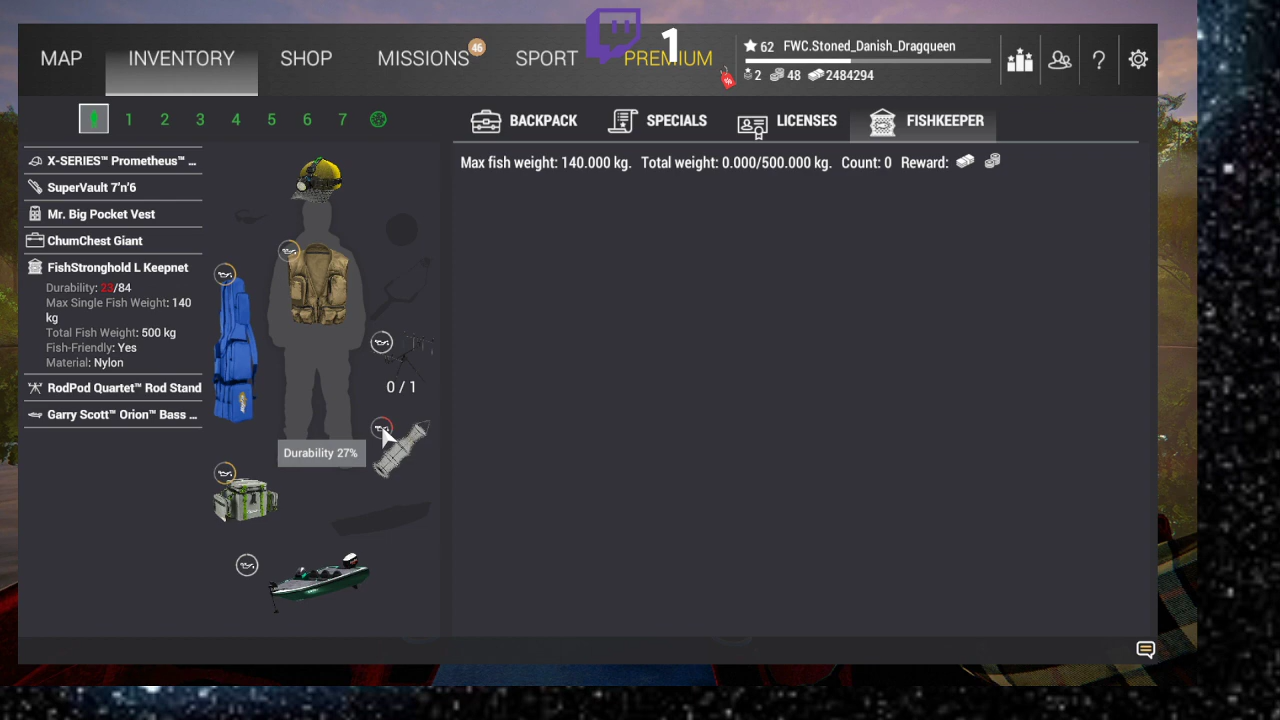 1
MAP INVENTORY SHOP MISSIONS 46 SPORT PREMIUM
62 FWC.Stoned_Danish_Dragqueen
2 48 2484294
1 2 3 4 5 6 7
BACKPACK SPECIALS LICENSES FISHKEEPER
Max fish weight: 140.000 kg. Total weight: 0.000/500.000 kg. Count: 0 Reward:
X-SERIES™ Prometheus™ ...
SuperVault 7'n'6
Mr. Big Pocket Vest
ChumChest Giant
FishStronghold L Keepnet
Durability: 23/84
Max Single Fish Weight: 140
kg
Total Fish Weight: 500 kg
Fish-Friendly: Yes
Material: Nylon
RodPod Quartet™ Rod Stand
Garry Scott™ Orion™ Bass ...
0 / 1
Durability 27%